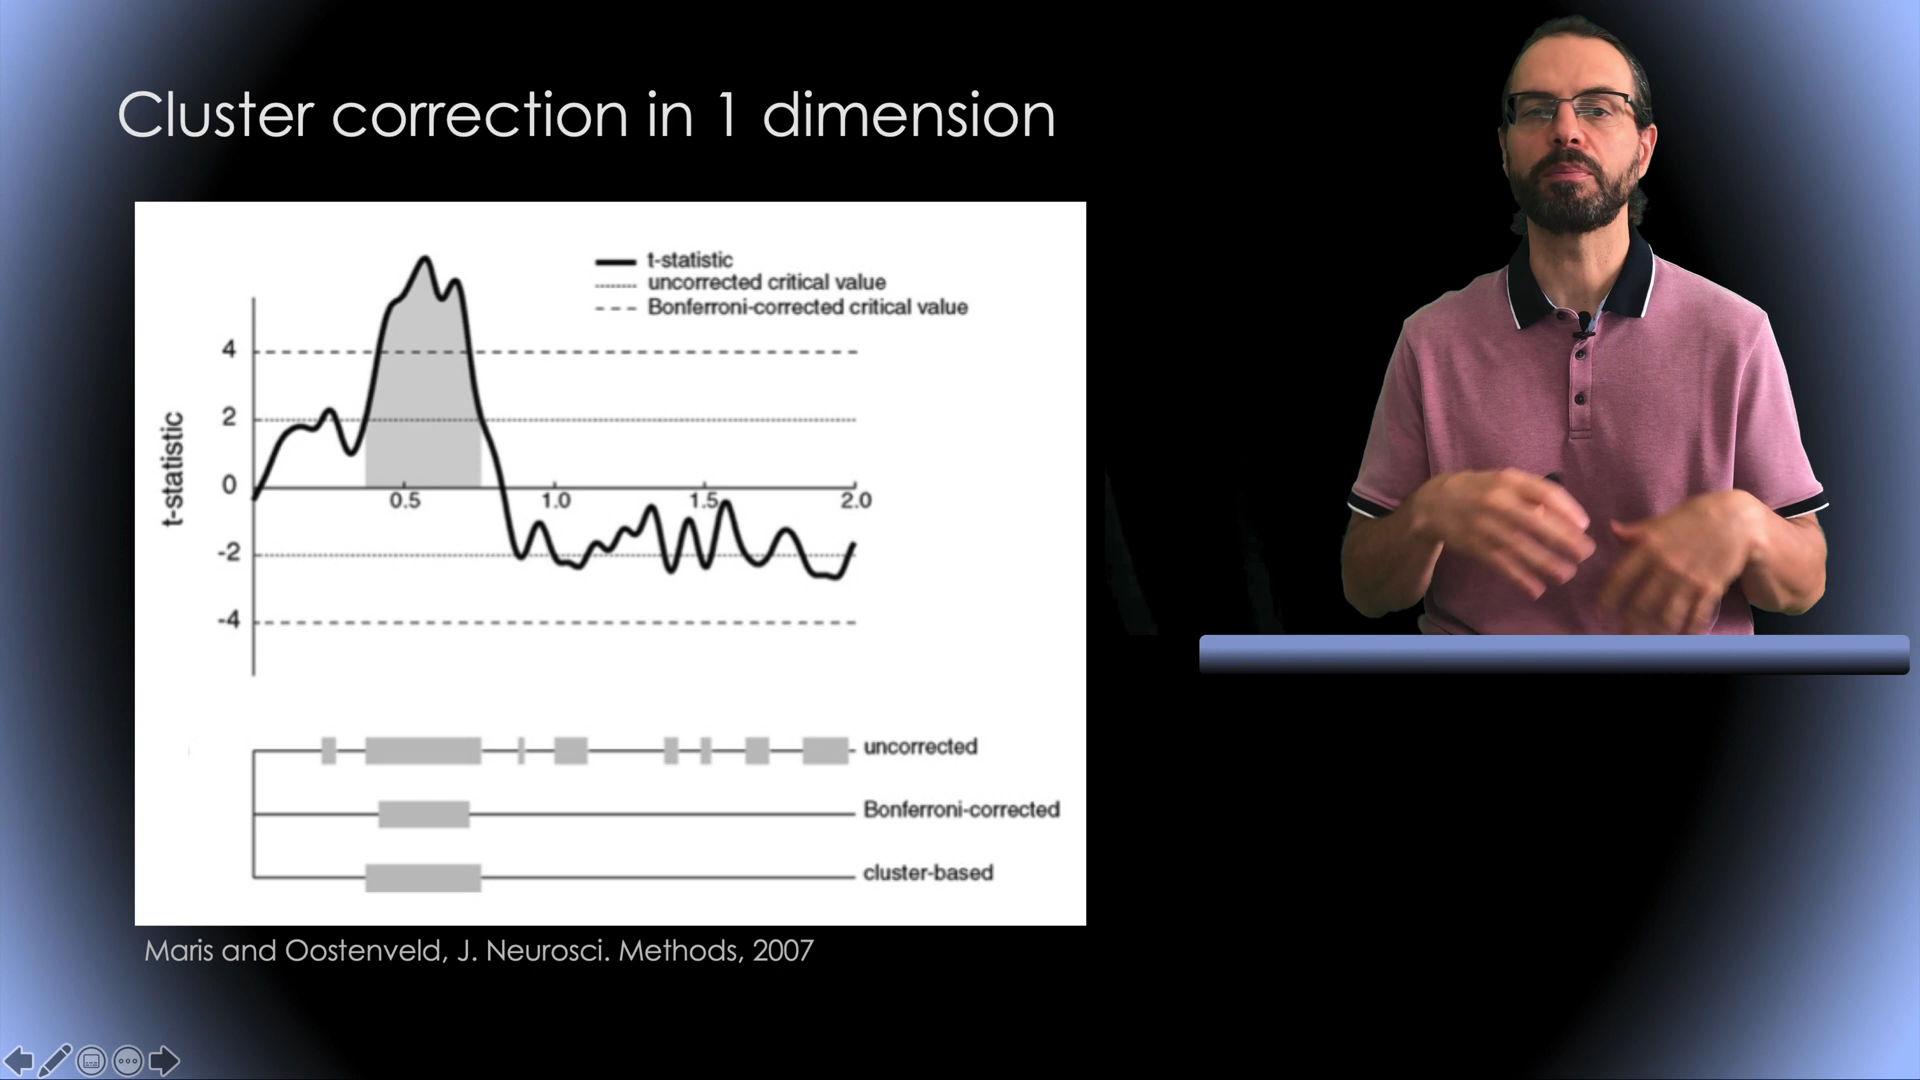 Cluster correction in 1 dimension
t-statistic
uncorrected critical value
Bonferroni-corrected critical value
4
2
0
-2
-4
t-statistic
0.5 1.0 1.5 2.0
uncorrected
Bonferroni-corrected
cluster-based
Maris and Oostenveld, J. Neurosci. Methods, 2007